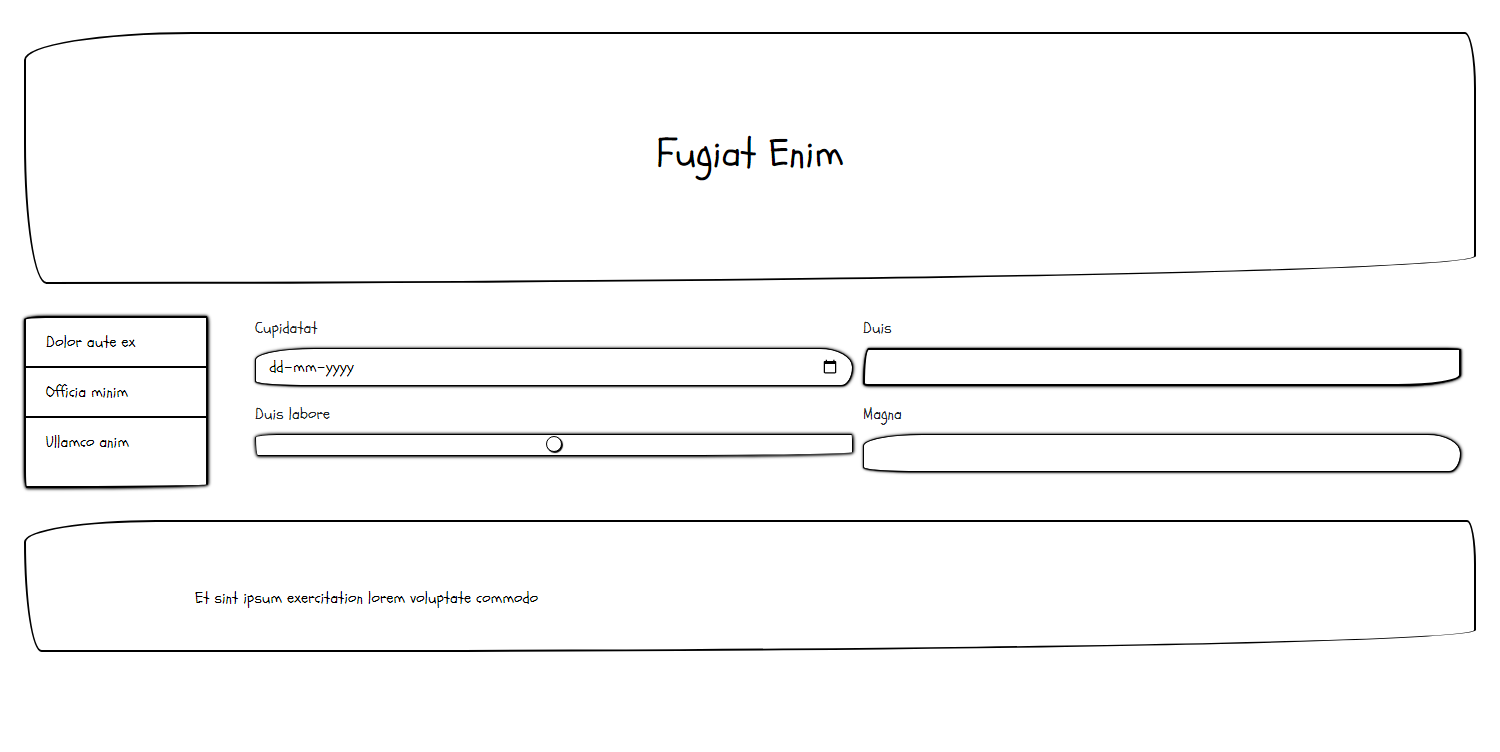 Fugiat Enim
Dolor aute ex
Officia minim
Ullamco anim
Cupidatat
dd-mm-yyyy
Duis
Duis labore
Magna
Et sint ipsum exercitation lorem voluptate commodo